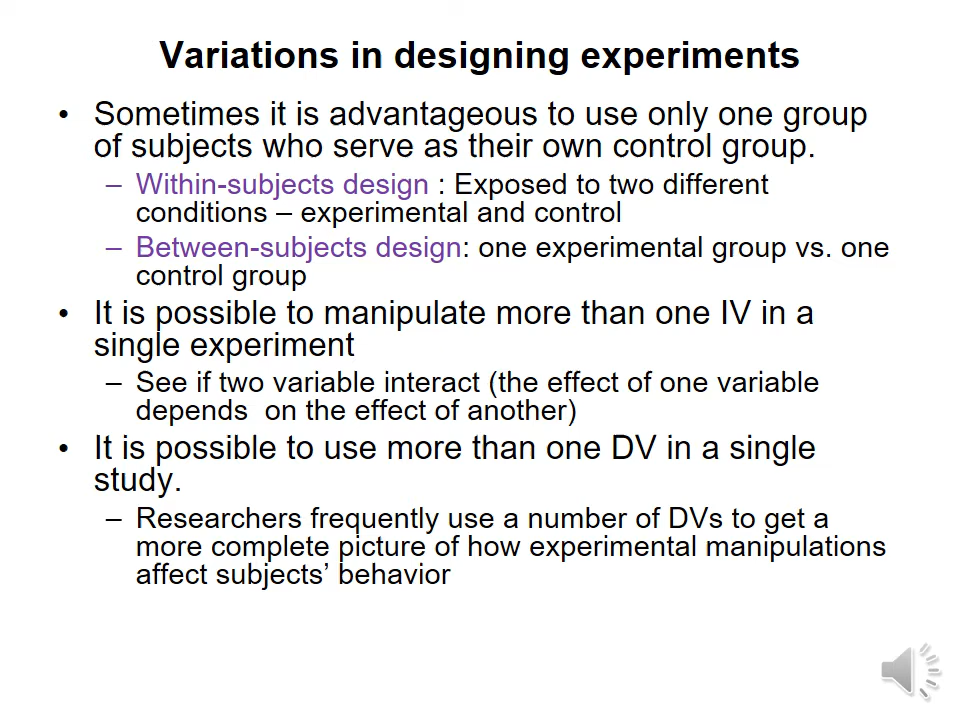 Variations in designing experiments
• Sometimes it is advantageous to use only one group
of subjects who serve as their own control group.
– Within-subjects design : Exposed to two different
conditions – experimental and control
– Between-subjects design: one experimental group vs. one
control group
• It is possible to manipulate more than one IV in a
single experiment
– See if two variable interact (the effect of one variable
depends  on the effect of another)
• It is possible to use more than one DV in a single
study.
– Researchers frequently use a number of DVs to get a
more complete picture of how experimental manipulations
affect subjects’ behavior